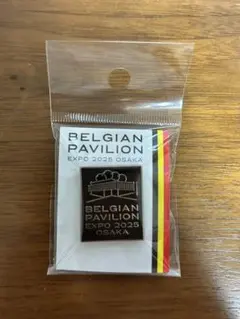 BELGIAN
PAVILION
EXPO 2025 OSAKA
BELGIAN
PAVILION
EXPO 2025
OSAKA